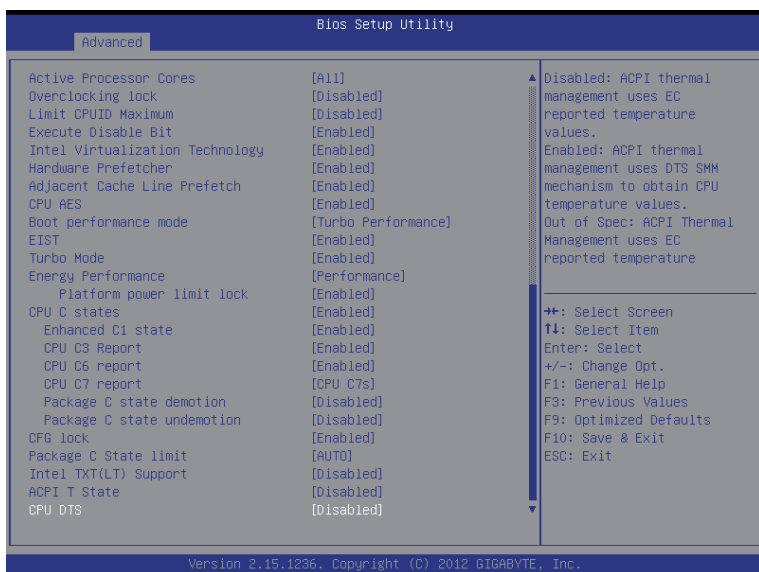 Bios Setup Utility
Advanced
Active Processor Cores [All]
Overclocking lock [Disabled]
Limit CPUID Maximum [Disabled]
Execute Disable Bit [Enabled]
Intel Virtualization Technology [Enabled]
Hardware Prefetcher [Enabled]
Adjacent Cache Line Prefetch [Enabled]
CPU AES [Enabled]
Boot performance mode [Turbo Performance]
EIST [Enabled]
Turbo Mode [Enabled]
Energy Performance [Performance]
Platform power limit lock [Enabled]
CPU C states [Enabled]
Enhanced C1 state [Enabled]
CPU C3 Report [Enabled]
CPU C6 report [Enabled]
CPU C7 report [CPU C7s]
Package C state demotion [Disabled]
Package C state undemotion [Disabled]
CFG lock [Enabled]
Package C State limit [AUTO]
Intel TXT(LT) Support [Disabled]
ACPI T State [Disabled]
CPU DTS [Disabled]
Disabled: ACPI thermal
management uses EC
reported temperature
values.
Enabled: ACPI thermal
management uses DTS SMM
mechanism to obtain CPU
temperature values.
Out of Spec: ACPI Thermal
Management uses EC
reported temperature
→←: Select Screen
↑↓: Select Item
Enter: Select
+/-: Change Opt.
F1: General Help
F3: Previous Values
F9: Optimized Defaults
F10: Save & Exit
ESC: Exit
Version 2.15.1236. Copyright (C) 2012 GIGABYTE, Inc.